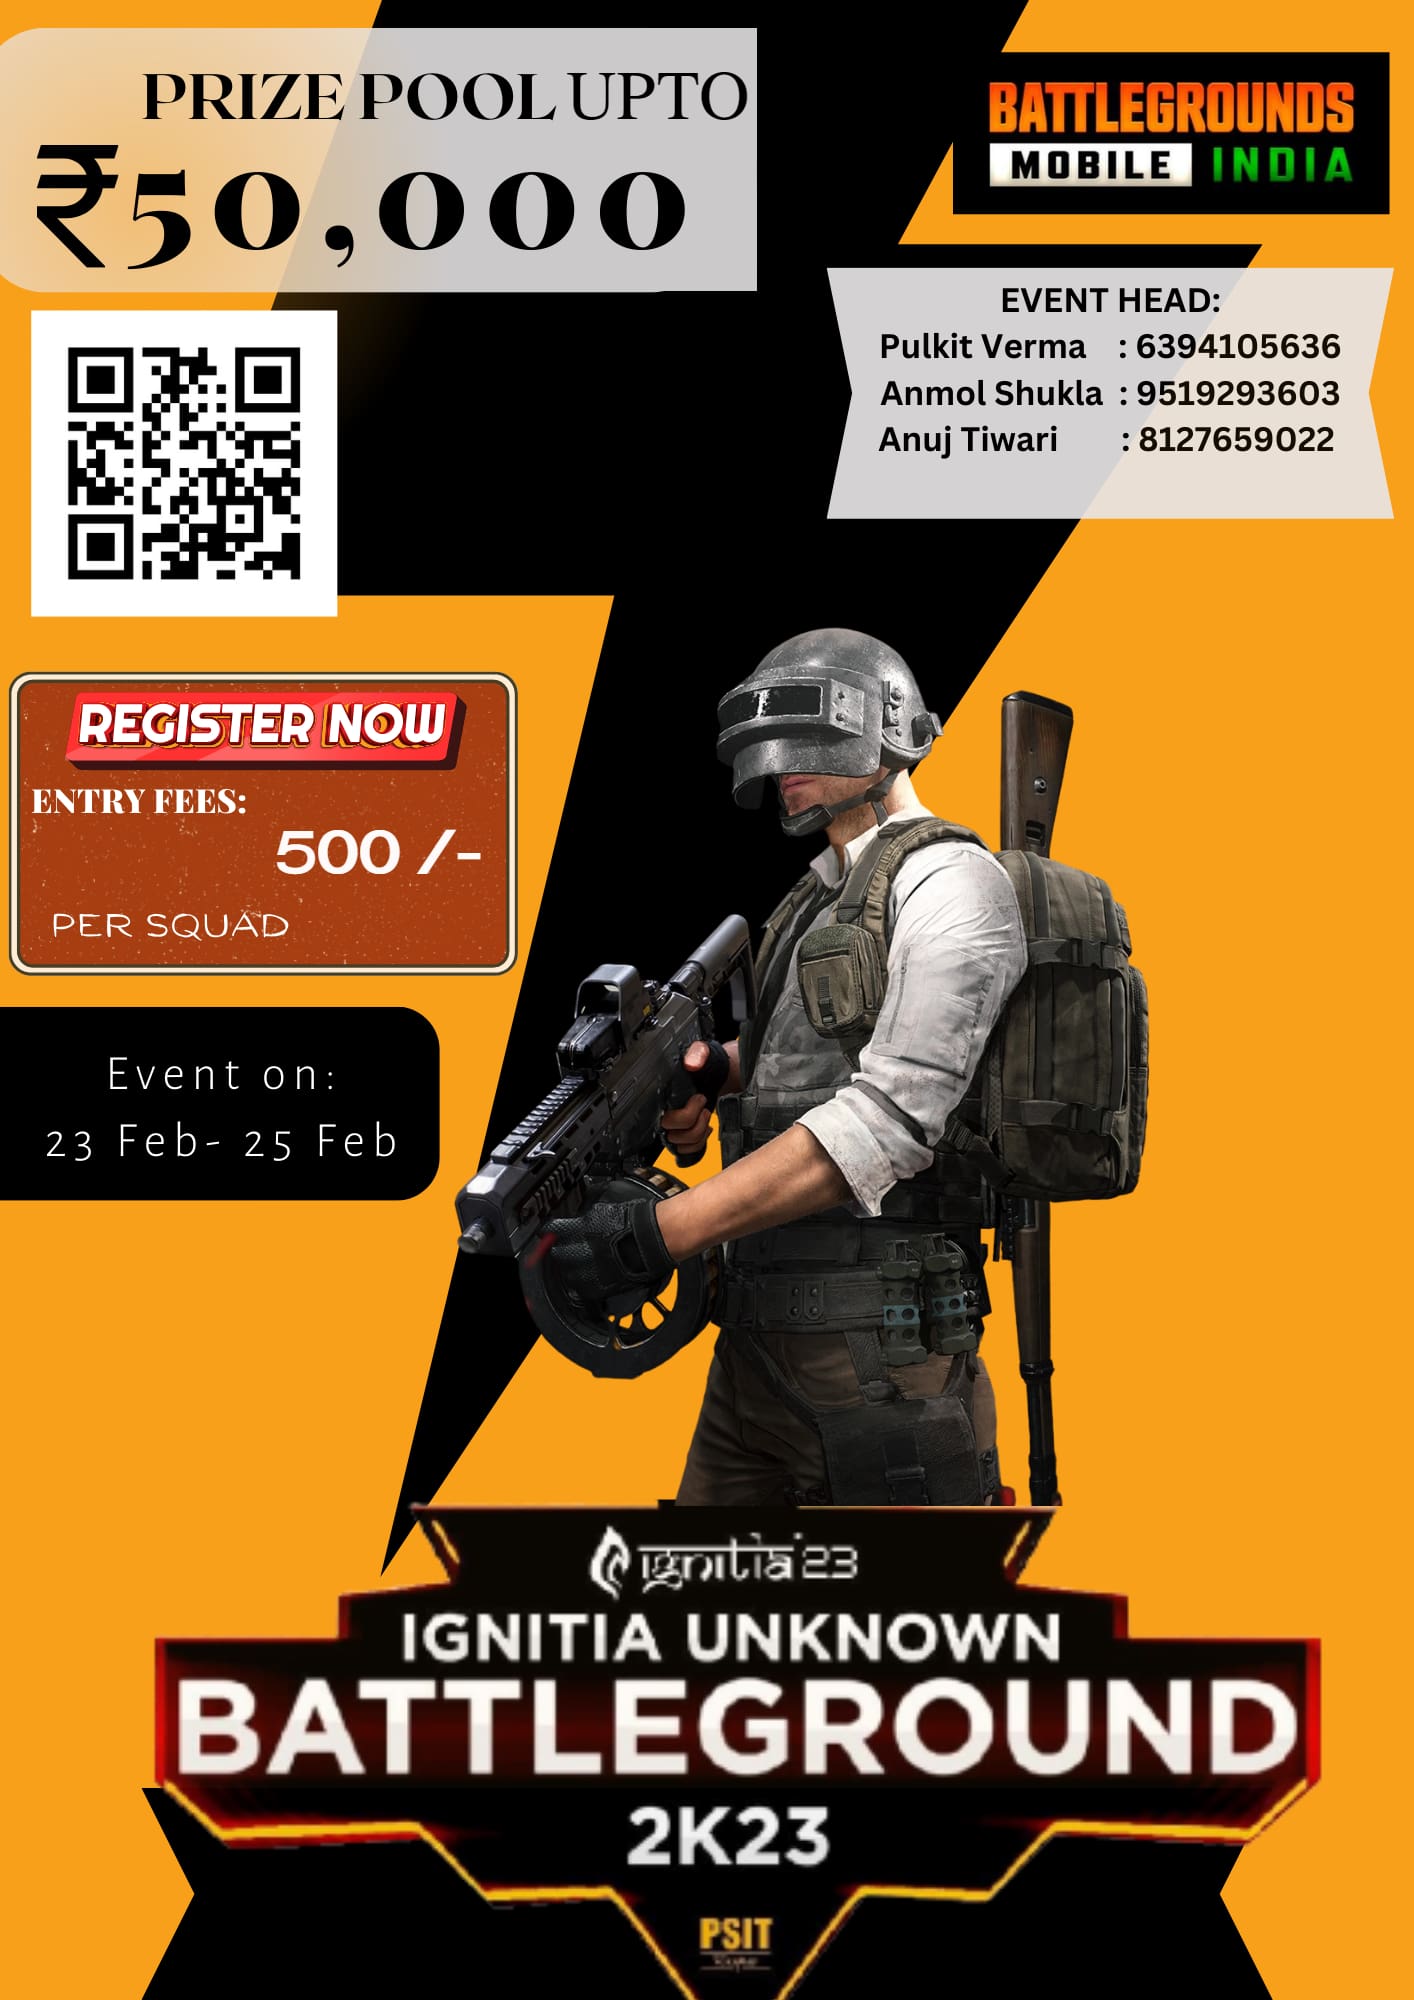 PRIZE POOL UPTO
₹50,000
BATTLEGROUNDS
MOBILE INDIA
EVENT HEAD:
Pulkit Verma : 6394105636
Anmol Shukla : 9519293603
Anuj Tiwari : 8127659022
REGISTER NOW
ENTRY FEES:
500 /-
PER SQUAD
Event on:
23 Feb- 25 Feb
ignitia'23
IGNITIA UNKNOWN
BATTLEGROUND
2K23
PSIT